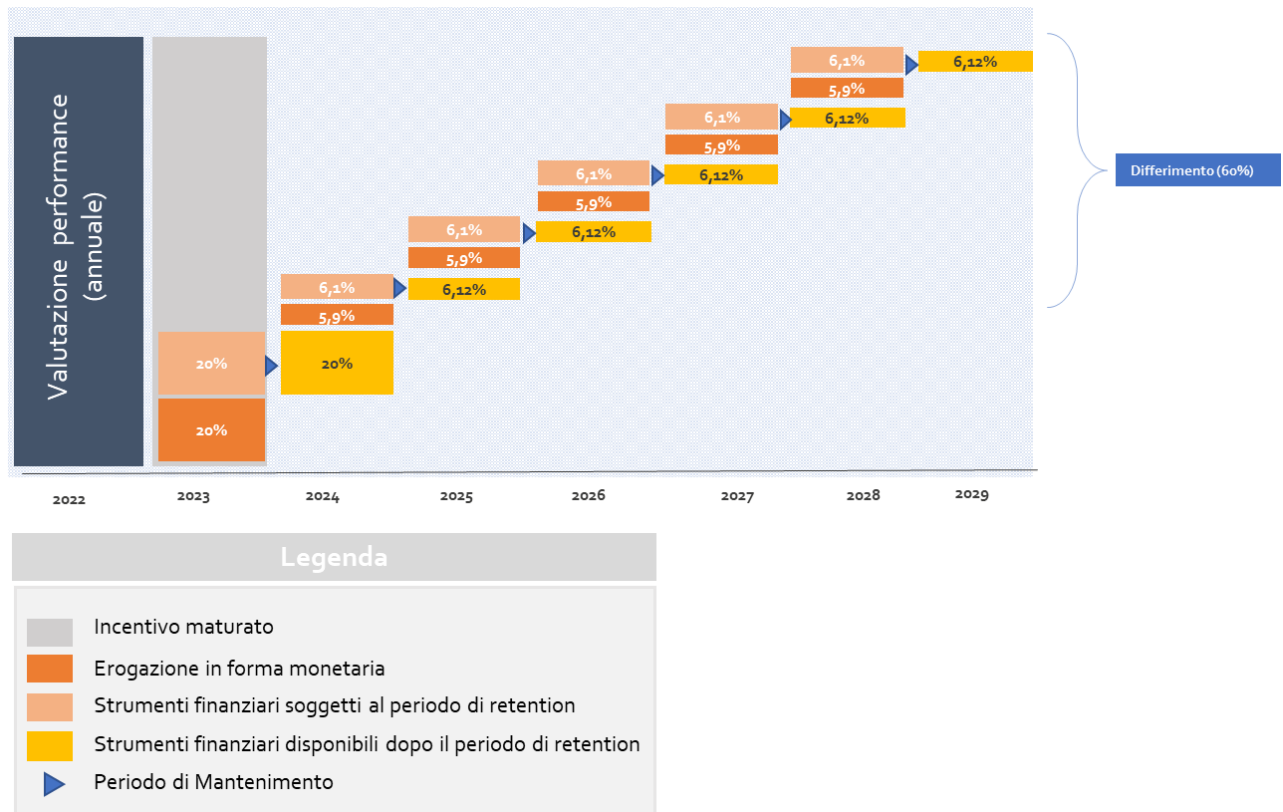 Valutazione performance
(annuale)
6,1%
6,12%
5,9%
6,1%
6,12%
5,9%
6,1%
6,12%
5,9%
6,1%
6,12%
5,9%
6,1%
6,12%
5,9%
20%
20%
20%
Differimento (60%)
2022
2023
2024
2025
2026
2027
2028
2029
Legenda
Incentivo maturato
Erogazione in forma monetaria
Strumenti finanziari soggetti al periodo di retention
Strumenti finanziari disponibili dopo il periodo di retention
Periodo di Mantenimento